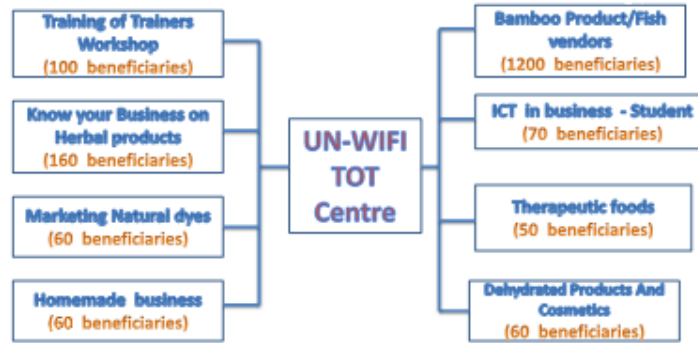 Training of Trainers
Workshop
(100 beneficiaries)
Know your Business on
Herbal products
(160 beneficiaries)
Marketing Natural dyes
(60 beneficiaries)
Homemade business
(60 beneficiaries)
UN-WIFI
TOT
Centre
Bamboo Product/Fish
vendors
(1200 beneficiaries)
ICT in business - Student
(70 beneficiaries)
Therapeutic foods
(50 beneficiaries)
Dehydrated Products And
Cosmetics
(60 beneficiaries)